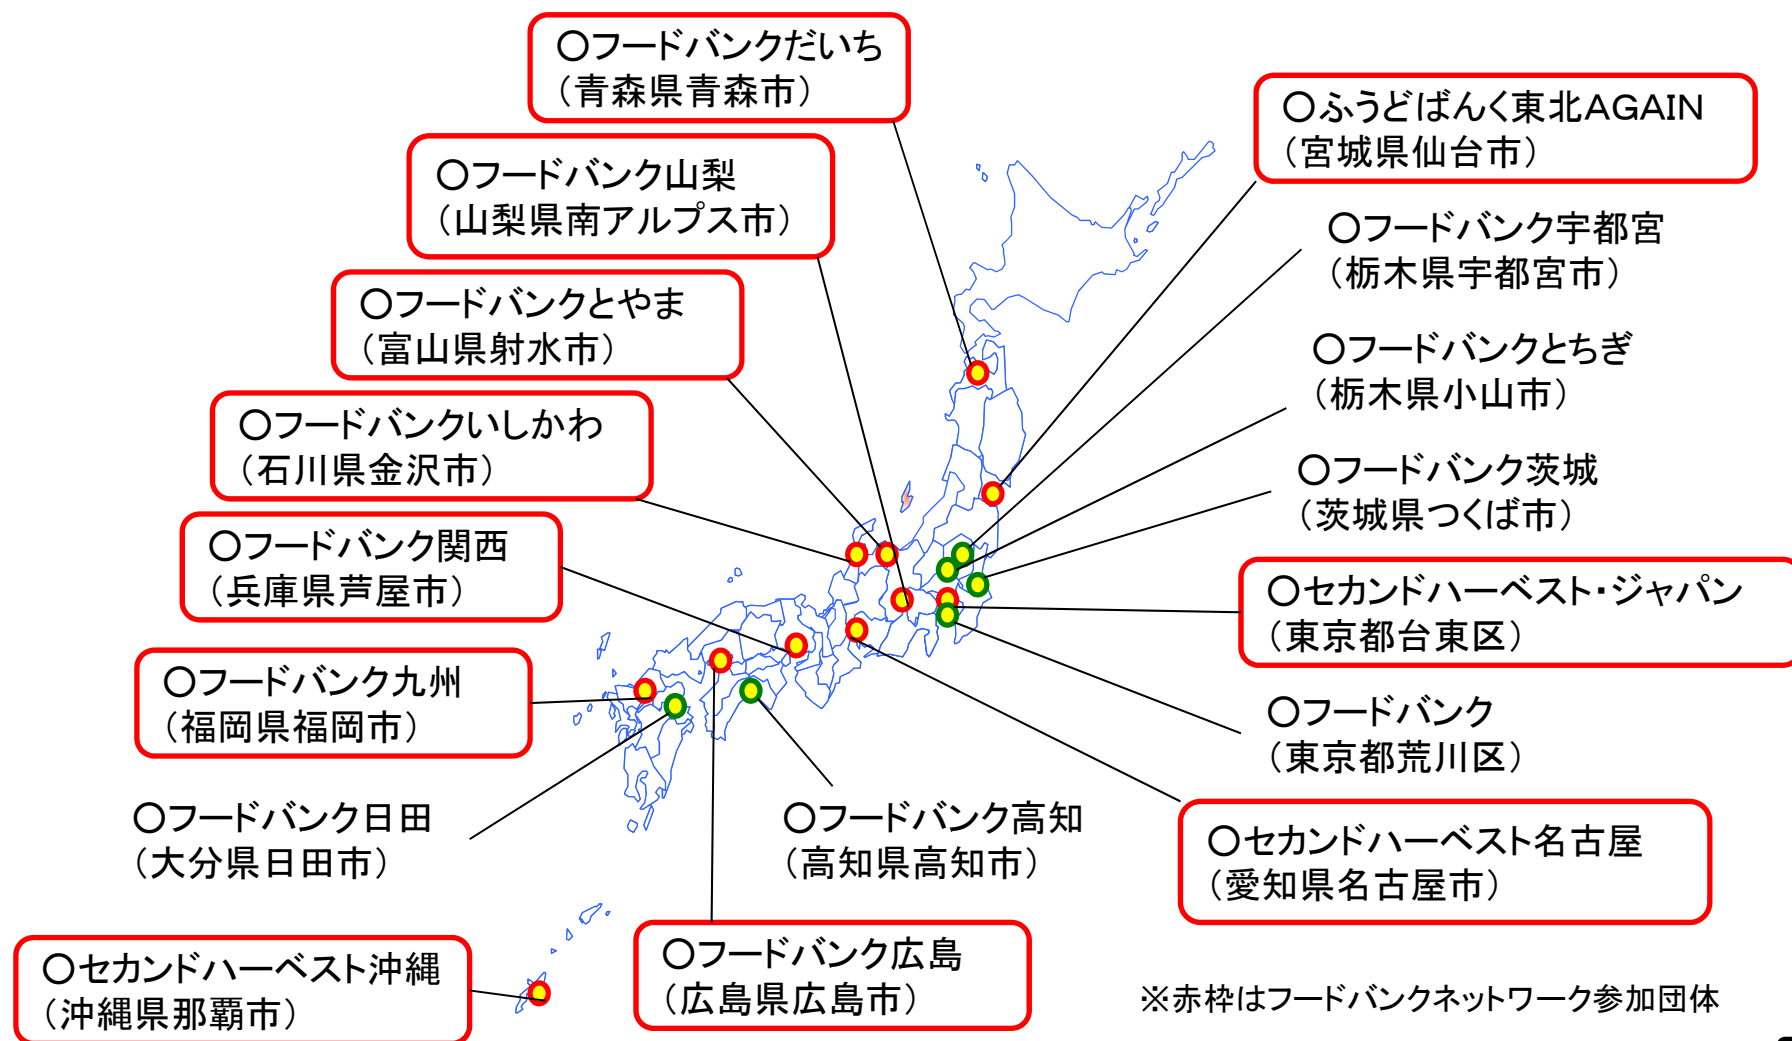 ○フードバンクだいち
（青森県青森市）
○ふうどばんく東北AGAIN
（宮城県仙台市）
○フードバンク山梨
（山梨県南アルプス市）
○フードバンク宇都宮
（栃木県宇都宮市）
○フードバンクとやま
（富山県射水市）
○フードバンクとちぎ
（栃木県小山市）
○フードバンクいしかわ
（石川県金沢市）
○フードバンク茨城
（茨城県つくば市）
○フードバンク関西
（兵庫県芦屋市）
○セカンドハーベスト・ジャパン
（東京都台東区）
○フードバンク九州
（福岡県福岡市）
○フードバンク
（東京都荒川区）
○フードバンク日田
（大分県日田市）
○フードバンク高知
（高知県高知市）
○セカンドハーベスト名古屋
（愛知県名古屋市）
○セカンドハーベスト沖縄
（沖縄県那覇市）
○フードバンク広島
（広島県広島市）
※赤枠はフードバンクネットワーク参加団体